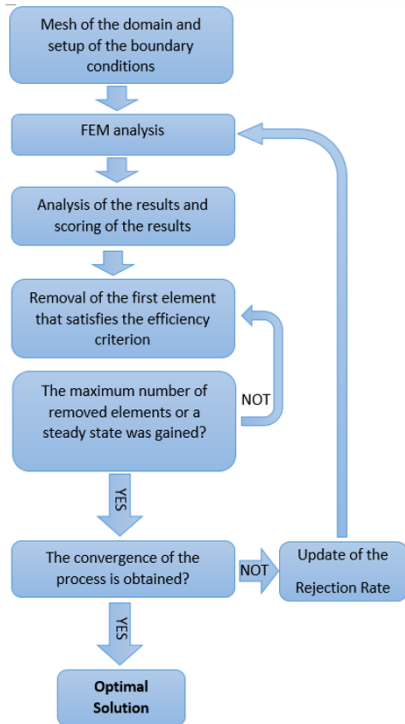 Mesh of the domain and
setup of the boundary
conditions
FEM analysis
Analysis of the results and
scoring of the results
Removal of the first element
that satisfies the efficiency
criterion
The maximum number of
removed elements or a
steady state was gained?
NOT
YES
The convergence of the
process is obtained?
NOT
Update of the
Rejection Rate
YES
Optimal
Solution